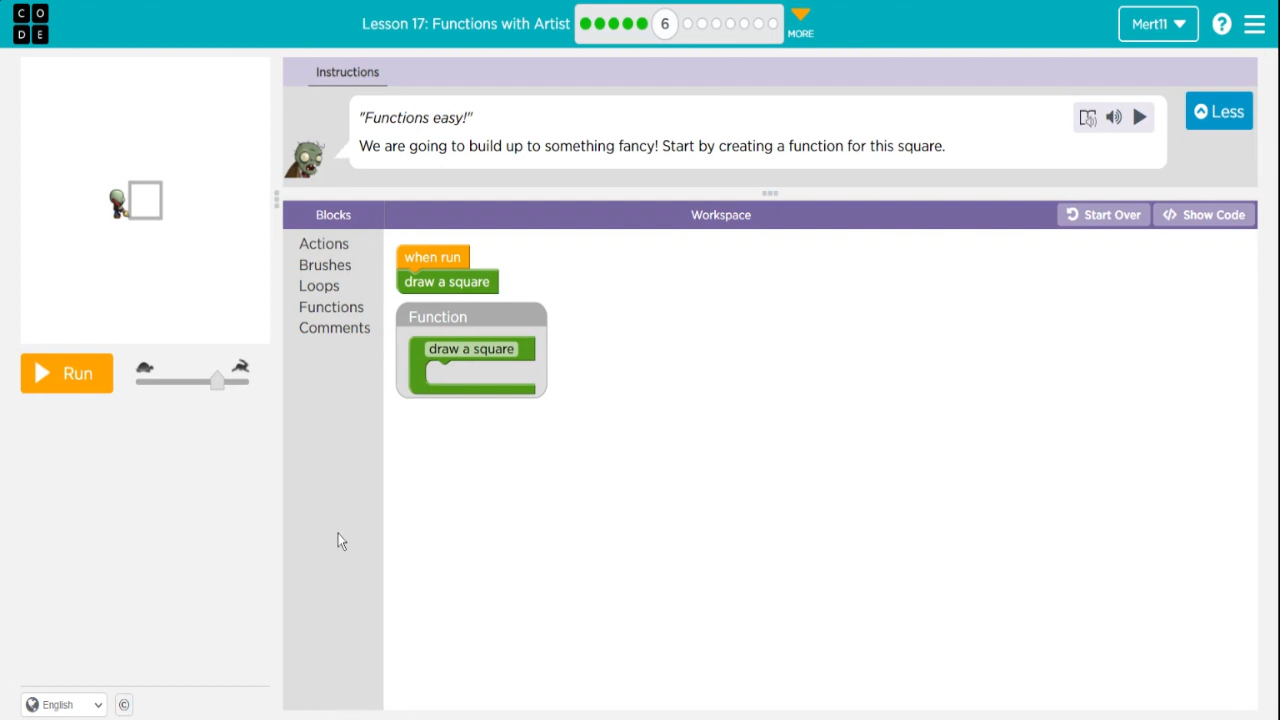 CO
DE
Lesson 17: Functions with Artist
6
MORE
Mert11
?
Instructions
"Functions easy!"
We are going to build up to something fancy! Start by creating a function for this square.
Less
Blocks
Workspace
Start Over
</> Show Code
Actions
Brushes
Loops
Functions
Comments
when run
draw a square
Function
draw a square
Run
English
©